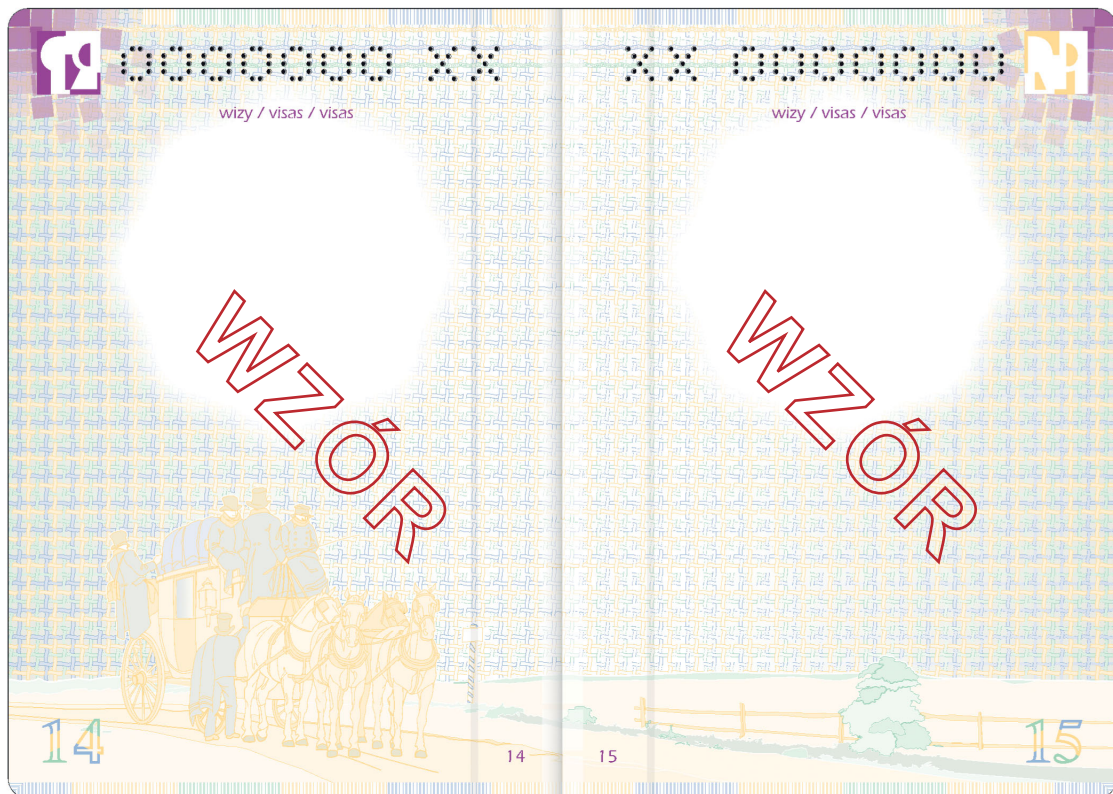 0000000 XX
wizy / visas / visas
WZÓR
14
14
XX 0000000
wizy / visas / visas
WZÓR
15
15